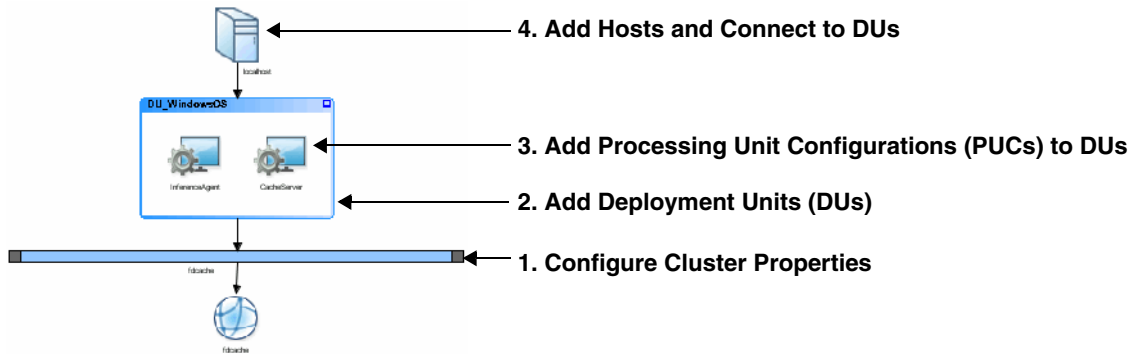 4. Add Hosts and Connect to DUs
localhost
DU_WindowsOS
3. Add Processing Unit Configurations (PUCs) to DUs
InferenceAgent
CacheServer
2. Add Deployment Units (DUs)
1. Configure Cluster Properties
fdcache
fdcache